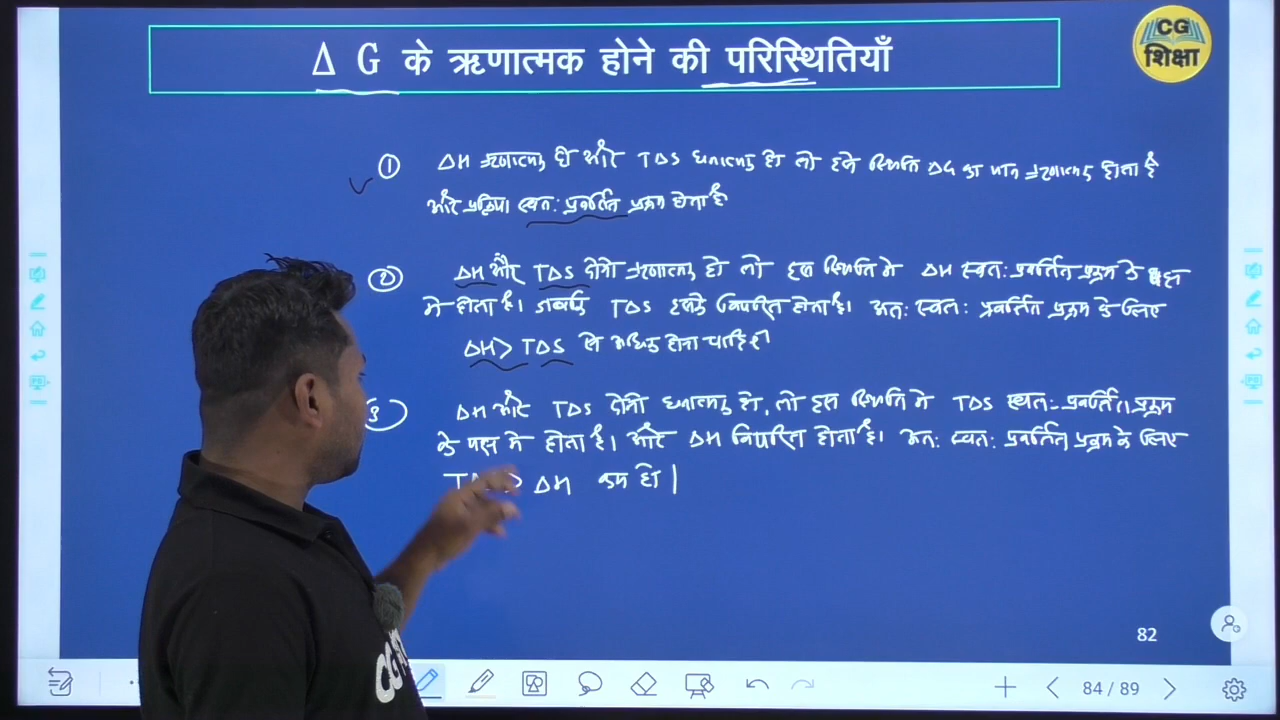 Δ G के ऋणात्मक होने की परिस्थितियाँ
CG
शिक्षा
① ΔH ऋणात्मक हो और TΔS धनात्मक हो तो इस स्थिति ΔG का मान ऋणात्मक होता है
और प्रक्रिया स्वत: प्रवर्तित प्रक्रम होता है।
② ΔH और TΔS दोनो ऋणात्मक हो तो इस स्थिति मे ΔH स्वत: प्रवर्तित प्रक्रम के पक्ष
मे होता है। जबकि TΔS इसके विपरित होता है। अत: स्वत: प्रवर्तित प्रक्रम के लिए
ΔH > TΔS से अधिक होना चाहिए।
ΔH और TΔS दोनो धनात्मक हो, तो इस स्थिति मे TΔS स्वत: प्रवर्तित प्रक्रम
के पक्ष मे होता है। और ΔH विपरित होता है। अत: स्वत: प्रवर्तित प्रक्रम के लिए
> ΔH कम हो।
82
84 / 89